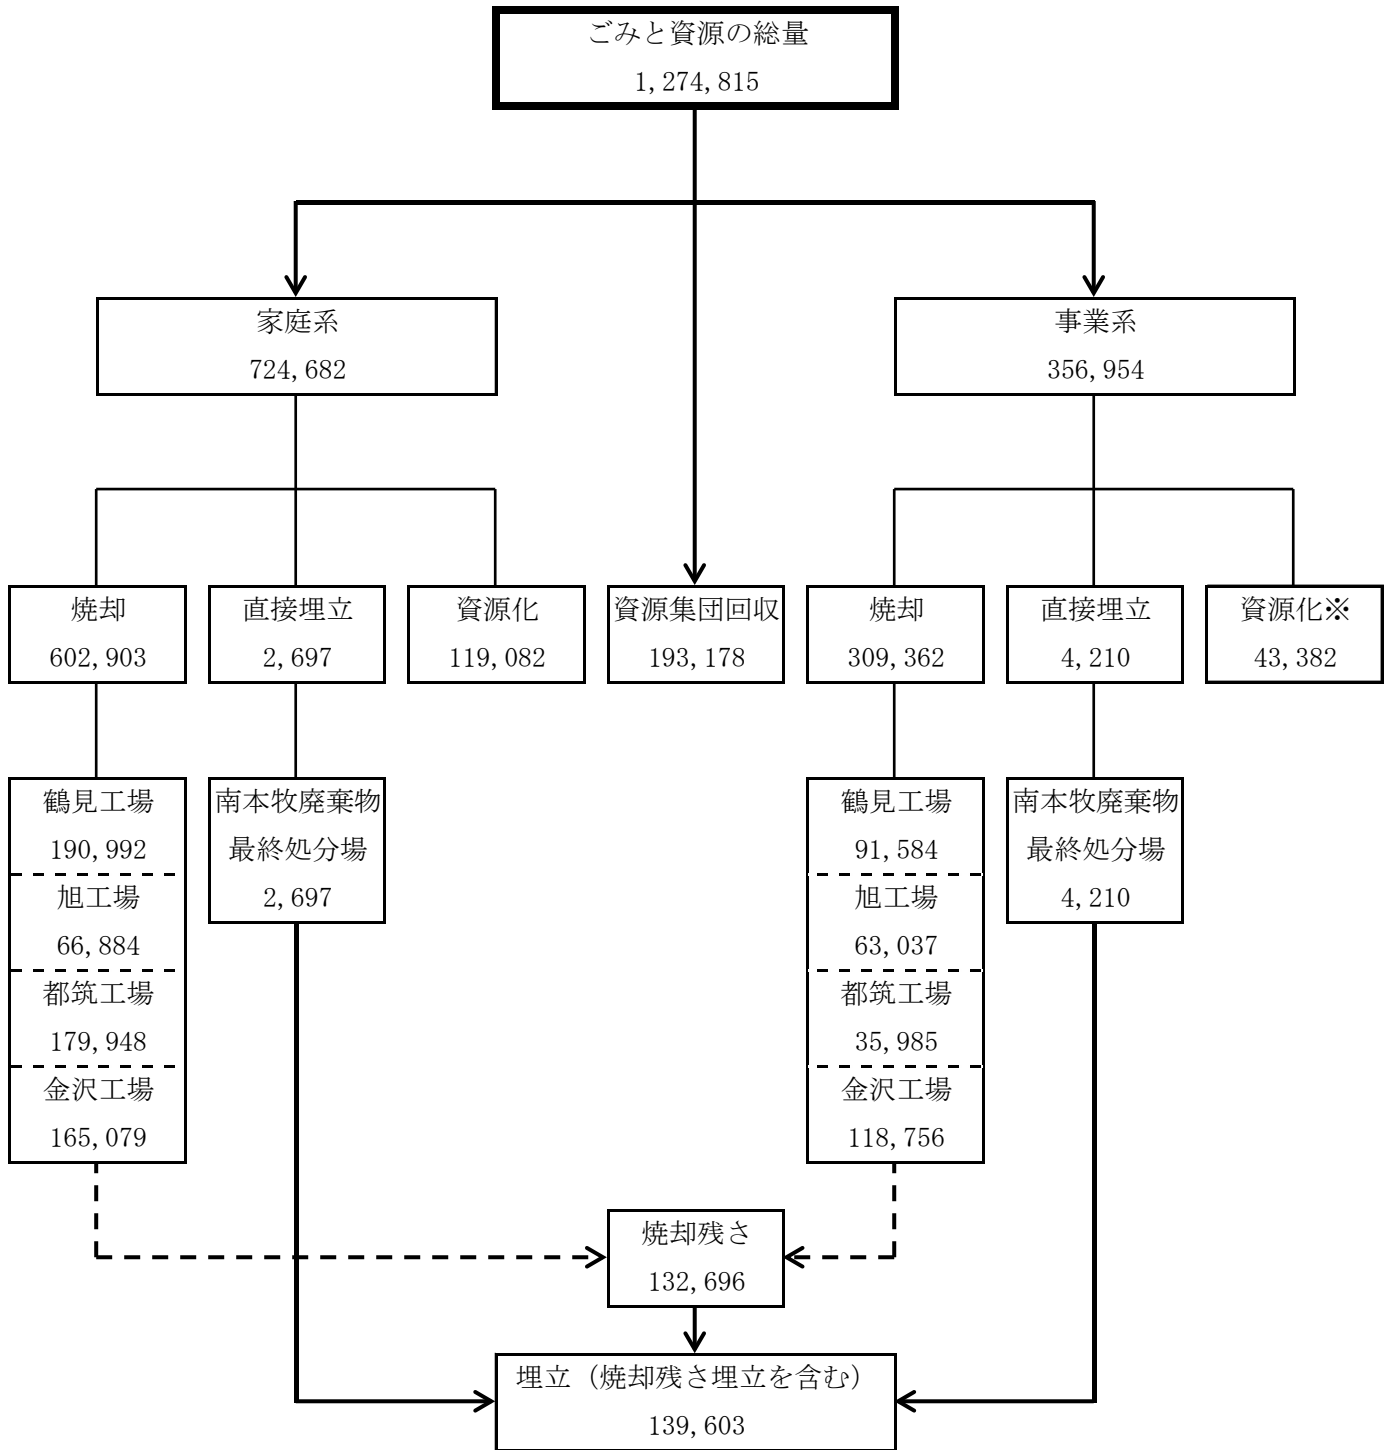 ごみと資源の総量
1,274,815
家庭系
724,682
事業系
356,954
焼却
602,903
直接埋立
2,697
資源化
119,082
資源集団回収
193,178
焼却
309,362
直接埋立
4,210
資源化※
43,382
鶴見工場
190,992
旭工場
66,884
都筑工場
179,948
金沢工場
165,079
南本牧廃棄物
最終処分場
2,697
鶴見工場
91,584
旭工場
63,037
都筑工場
35,985
金沢工場
118,756
南本牧廃棄物
最終処分場
4,210
焼却残さ
132,696
埋立（焼却残さ埋立を含む）
139,603